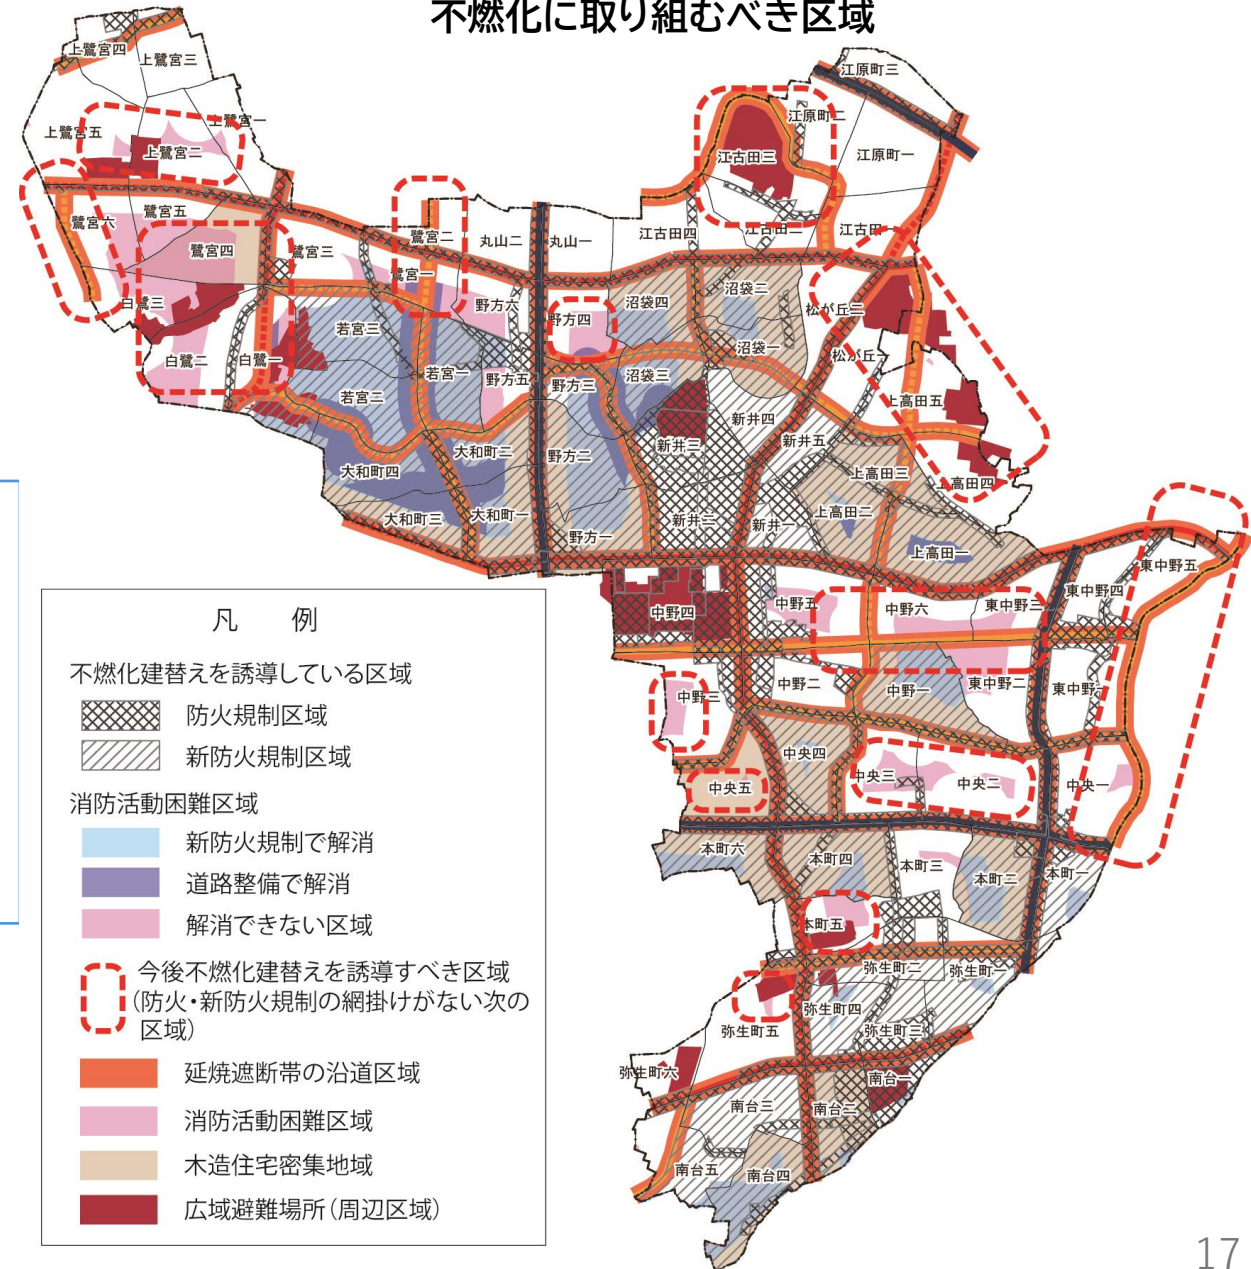 不燃化に取り組むべき区域
上鷺宮四
上鷺宮三
上鷺宮五
上鷺宮一
上鷺宮二
江原町三
江原町二
江原町一
江古田三
鷺宮六
鷺宮五
鷺宮四
鷺宮三
鷺宮二
鷺宮一
丸山二
丸山一
江古田四
江古田二
江古田一
白鷺三
白鷺二
白鷺一
若宮三
若宮二
若宮一
野方六
野方五
野方四
野方三
野方二
野方一
沼袋四
沼袋二
沼袋一
沼袋三
松が丘二
松が丘一
大和町四
大和町二
大和町三
大和町一
新井四
新井三
新井五
新井二
新井一
上高田五
上高田三
上高田四
上高田二
上高田一
中野四
中野五
中野六
東中野三
東中野四
東中野五
中野三
中野二
中野一
東中野二
東中野一
中央五
中央四
中央三
中央二
中央一
本町六
本町四
本町三
本町二
本町一
本町五
弥生町二
弥生町一
弥生町四
弥生町三
弥生町五
弥生町六
南台一
南台三
南台二
南台五
南台四
凡　例
不燃化建替えを誘導している区域
防火規制区域
新防火規制区域
消防活動困難区域
新防火規制で解消
道路整備で解消
解消できない区域
今後不燃化建替えを誘導すべき区域
(防火・新防火規制の網掛けがない次の
区域)
延焼遮断帯の沿道区域
消防活動困難区域
木造住宅密集地域
広域避難場所(周辺区域)
17